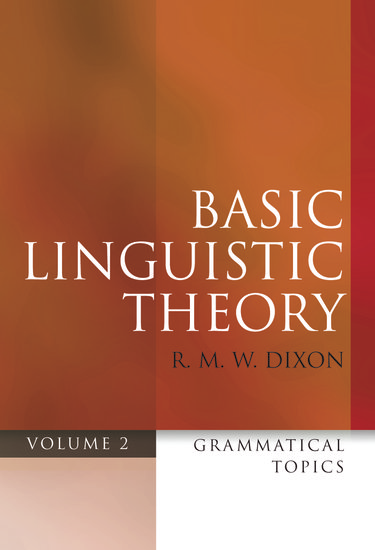 BASIC
LINGUISTIC
THEORY
R. M. W. DIXON
VOLUME 2
GRAMMATICAL
TOPICS